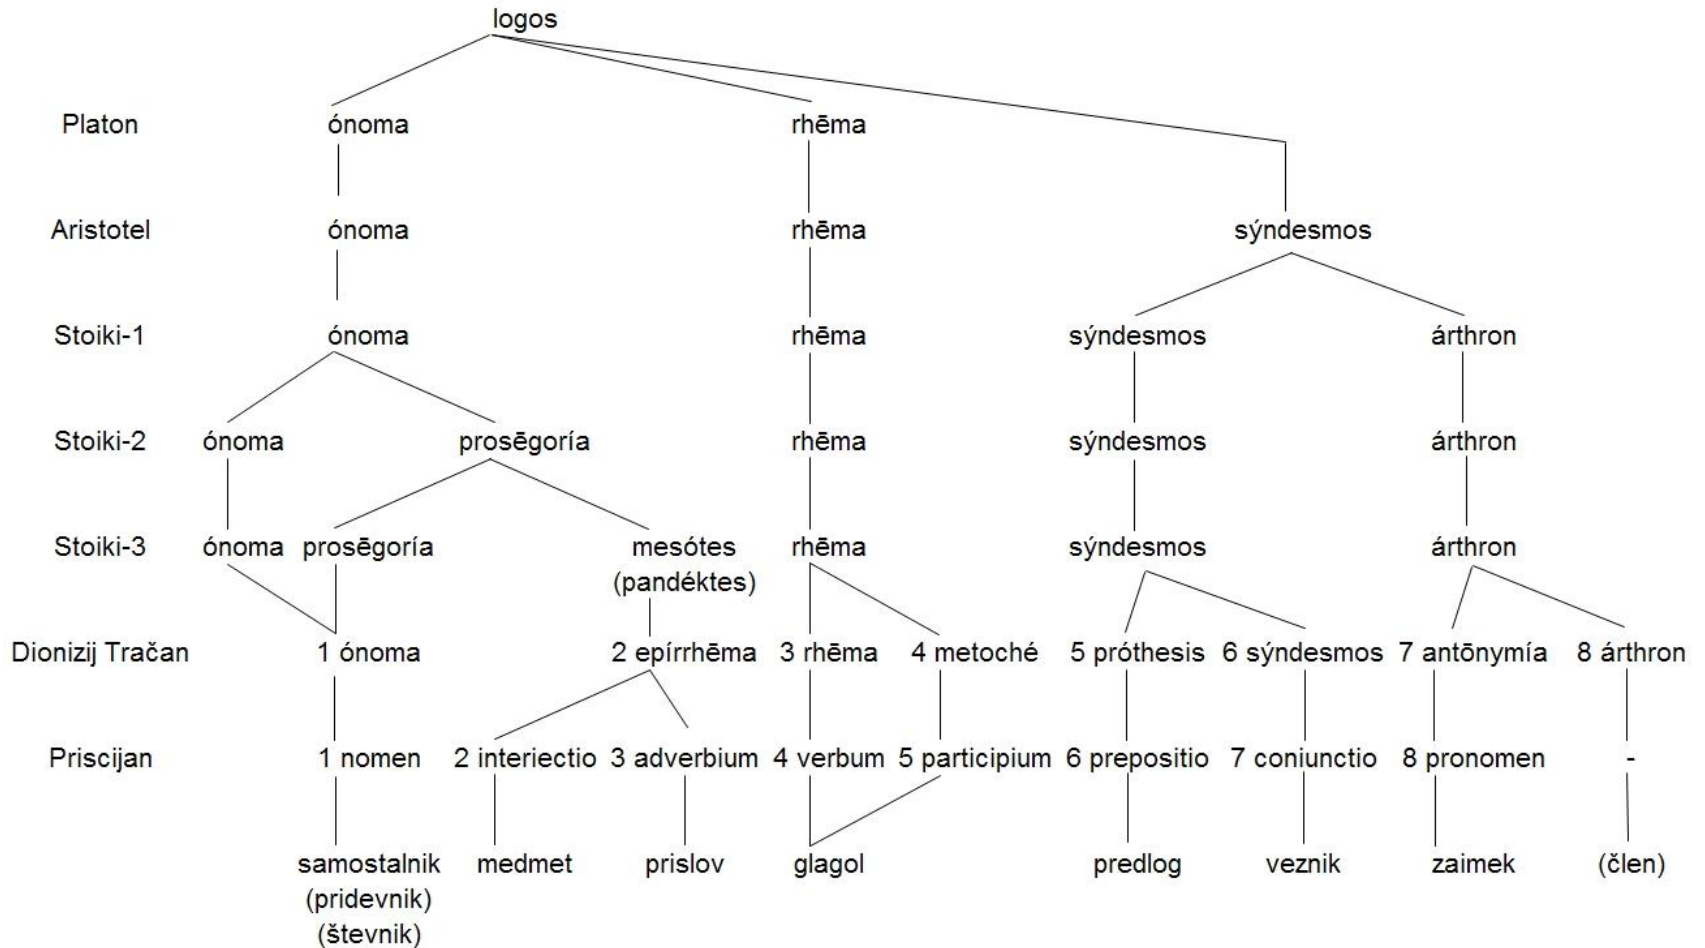 logos
Platon ónoma rhēma
Aristotel ónoma rhēma sýndesmos
Stoiki-1 ónoma rhēma sýndesmos árthron
Stoiki-2 ónoma prosēgoría rhēma sýndesmos árthron
Stoiki-3 ónoma prosēgoría mesótes rhēma sýndesmos árthron
(pandéktes)
Dionizij Tračan 1 ónoma 2 epírrhēma 3 rhēma 4 metoché 5 próthesis 6 sýndesmos 7 antōnymía 8 árthron
Priscijan 1 nomen 2 interiectio 3 adverbium 4 verbum 5 participium 6 prepositio 7 coniunctio 8 pronomen -
samostalnik medmet prislov glagol predlog veznik zaimek (člen)
(pridevnik)
(števnik)